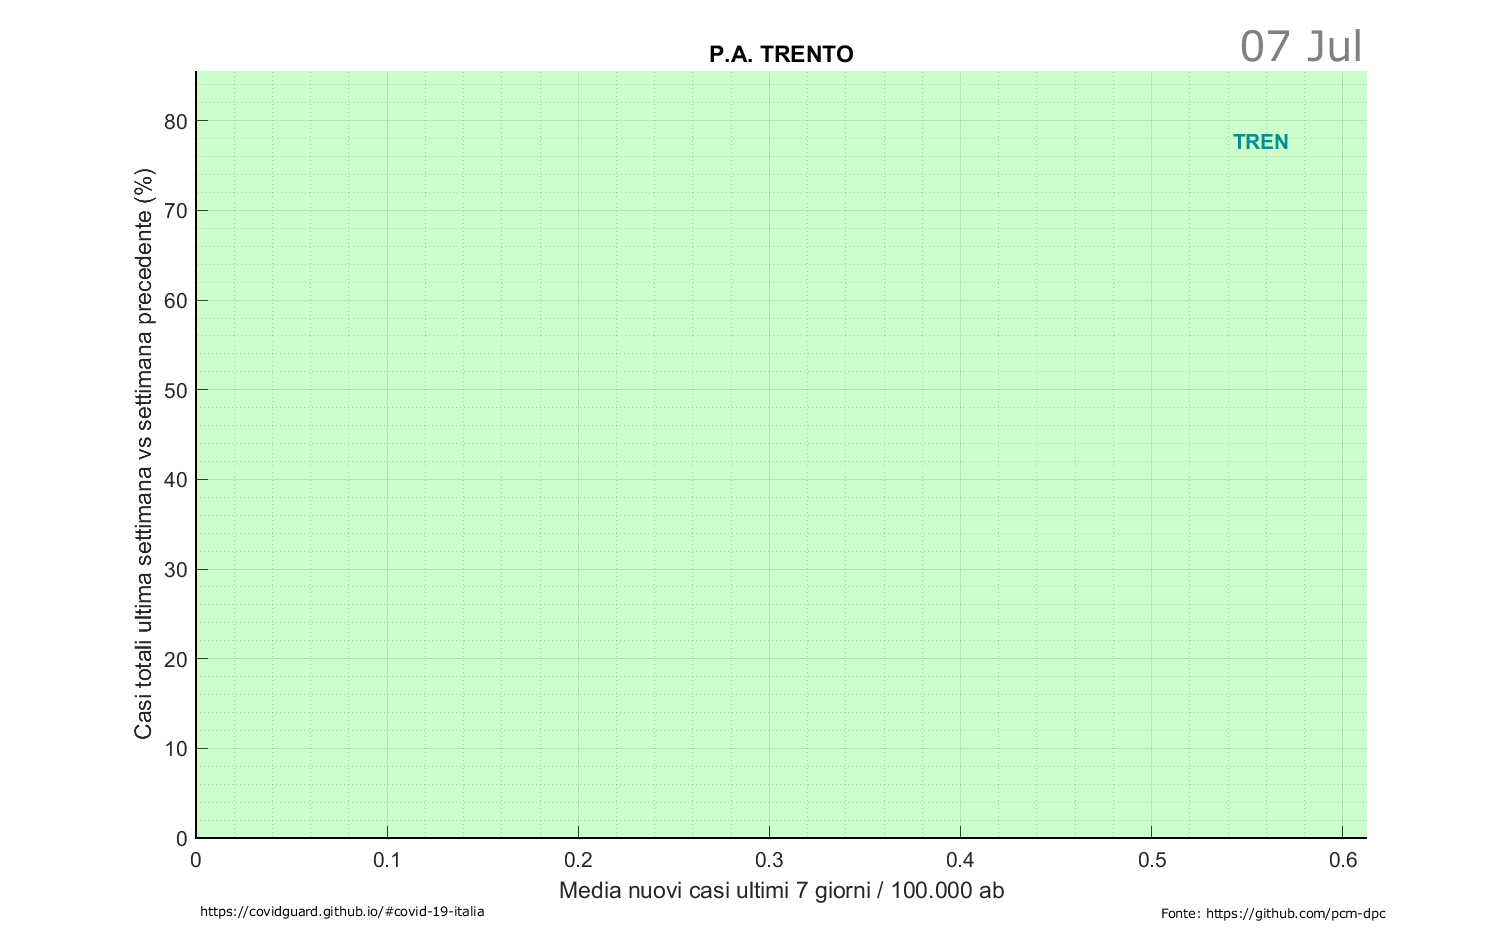 P.A. TRENTO
07 Jul
TREN
Casi totali ultima settimana vs settimana precedente (%)
80
70
60
50
40
30
20
10
0
0 0.1 0.2 0.3 0.4 0.5 0.6
Media nuovi casi ultimi 7 giorni / 100.000 ab
https://covidguard.github.io/#covid-19-italia
Fonte: https://github.com/pcm-dpc